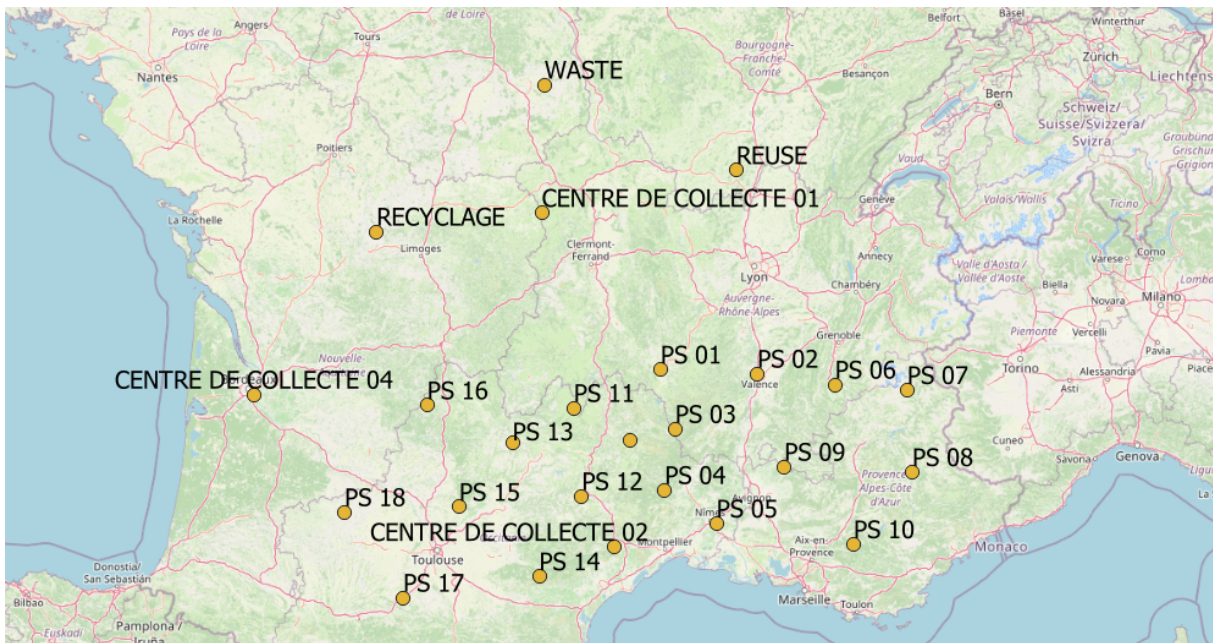 de Loire
Angers
Pays de la
Loire
Tours
Nantes
Bourgogne-
Franche-
Comté
Besançon
Belfort
Basel
Winterthur
Zürich
Liechten
Bern
Schweiz/
Suisse/Svizzera/
Svizra
Graubünden/
WASTE
Poitiers
REUSE
Vaud
La Rochelle
RECYCLAGE
Limoges
CENTRE DE COLLECTE 01
Clermont-
Ferrand
Genève
Valais/Wallis
Ticino
Annecy
Lyon
Valle d'Aosta /
Vallée d'Aoste
Varese
Como
Biella
Novara
Milano
Chambéry
Auvergne-
Rhône-Alpes
Grenoble
Vercelli
Pavia
Piemonte
Torino
Alessandria
Asti
PS 01
PS 02
Valence
PS 06
PS 07
CENTRE DE COLLECTE 04
PS 16
PS 11
PS 03
PS 13
Cuneo
Genova
Savona
PS 09
PS 08
Provence-
Alpes-Côte
d'Azur
PS 04
PS 12
PS 15
PS 18
Avignon
Nîmes
PS 05
CENTRE DE COLLECTE 02
Montpellier
Aix-en-
Provence
PS 10
Monaco
Toulouse
PS 14
PS 17
Marseille
Toulon
Donostia/
San Sebastián
Bilbao
Pamplona /
Euskadi